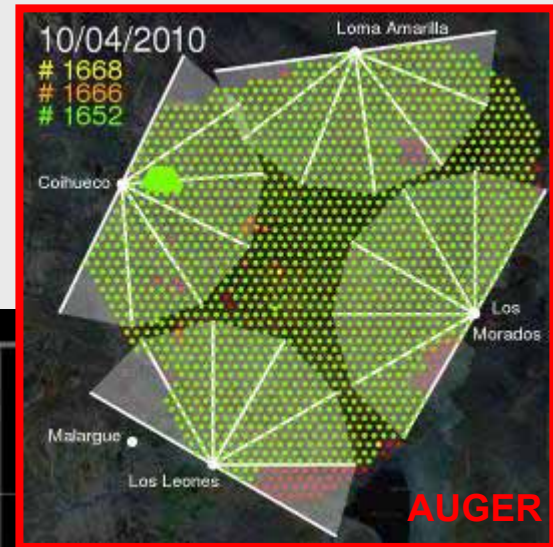 10/04/2010
# 1668
# 1666
# 1652
Loma Amarilla
Coihueco
Los
Morados
Malargue
Los Leones
AUGER